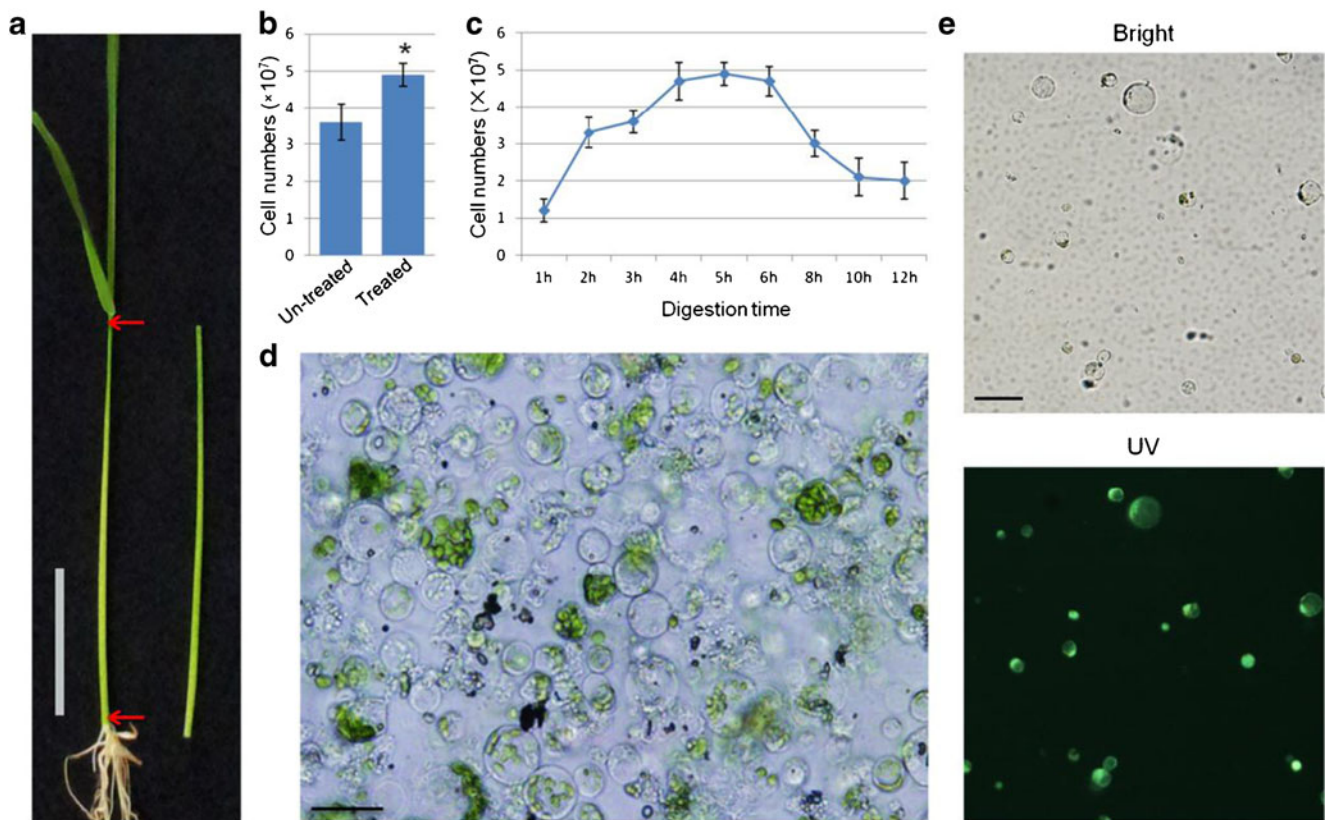 a
b
Cell numbers (×10⁷)
6
5
4
3
2
1
0
*
Un-treated
Treated
c
Cell numbers (×10⁷)
6
5
4
3
2
1
0
1h 2h 3h 4h 5h 6h 8h 10h 12h
Digestion time
d
e
Bright
UV